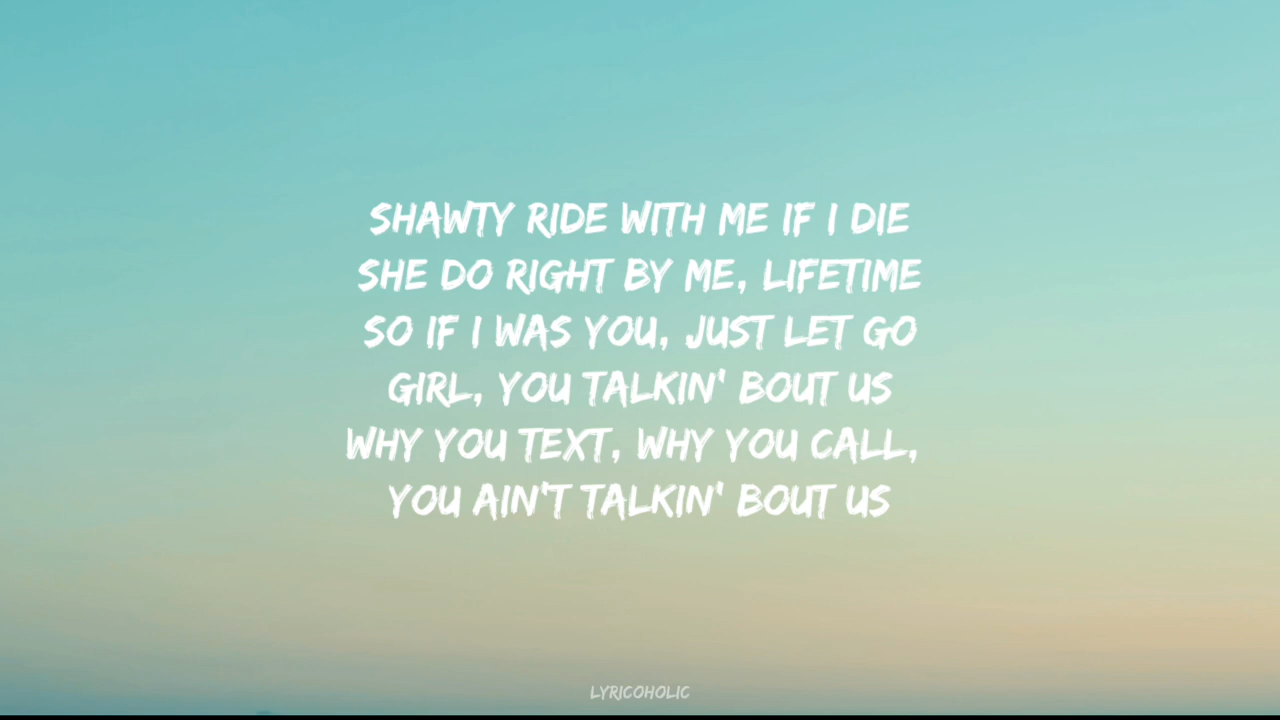 SHAWTY RIDE WITH ME IF I DIE
SHE DO RIGHT BY ME, LIFETIME
SO IF I WAS YOU, JUST LET GO
GIRL, YOU TALKIN' BOUT US
WHY YOU TEXT, WHY YOU CALL,
YOU AIN'T TALKIN' BOUT US
LYRICOHOLIC